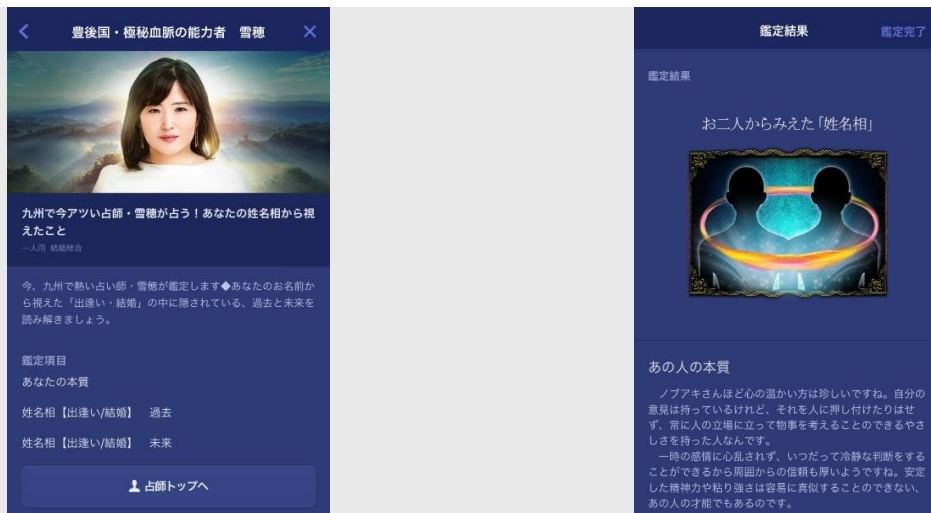 豊後国・極秘血脈の能力者　雪穂
九州で今アツい占師・雪穂が占う！あなたの姓名相から視
えたこと
一人用 結婚総合
今、九州で熱い占い師・雪穂が鑑定します◆あなたのお名前か
ら視えた「出逢い・結婚」の中に隠されている、過去と未来を
読み解きましょう。
鑑定項目
あなたの本質
姓名相【出逢い/結婚】　過去
姓名相【出逢い/結婚】　未来
占師トップへ
鑑定結果
鑑定完了
鑑定結果
お二人からみえた「姓名相」
あの人の本質
ノブアキさんほど心の温かい方は珍しいですね。自分の
意見は持っているけれど、それを人に押し付けたりはせ
ず、常に人の立場に立って物事を考えることのできるやさ
しさを持った人なんです。
一時の感情に心乱されず、いつだって冷静な判断をする
ことができるから周囲からの信頼も厚いようですね。安定
した精神力や粘り強さは容易に真似することのできない、
あの人の才能でもあるのです。